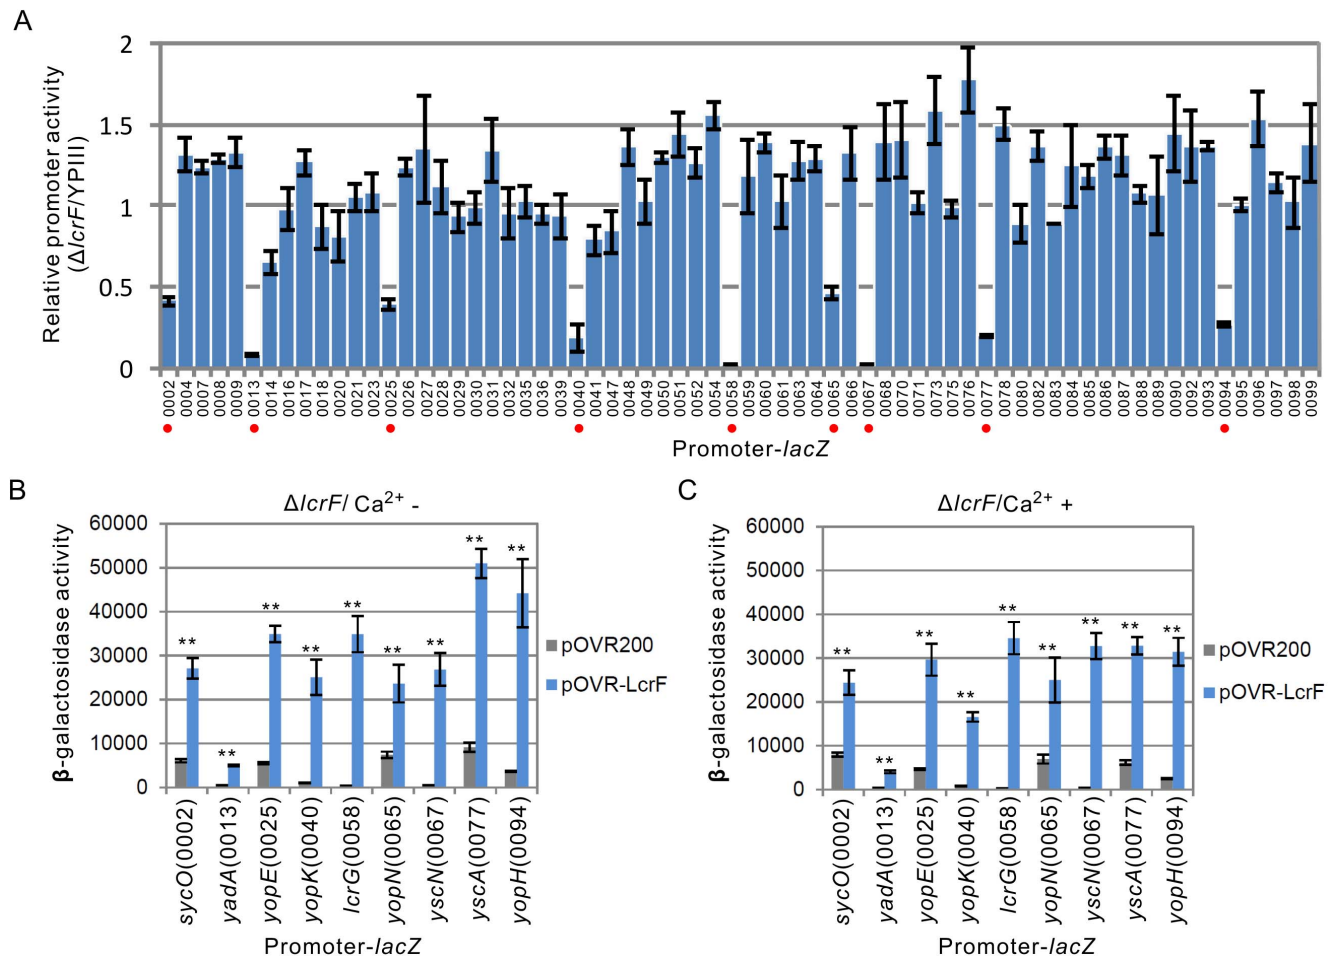 A
Relative promoter activity
(ΔlcrF/YPIII)
2
1.5
1
0.5
0
0002 0004 0007 0008 0009 0013 0014 0016 0017 0018 0020 0021 0023 0025 0026 0027 0028 0029 0030 0031 0032 0035 0036 0039 0040 0041 0047 0048 0049 0050 0051 0052 0054 0058 0059 0060 0061 0063 0064 0065 0066 0067 0068 0070 0071 0073 0075 0076 0077 0078 0080 0082 0083 0084 0085 0086 0087 0088 0089 0090 0092 0093 0094 0095 0096 0097 0098 0099
Promoter-lacZ
B
ΔlcrF/ Ca2+ -
β-galactosidase activity
60000
50000
40000
30000
20000
10000
0
** ** ** ** ** ** ** ** **
pOVR200
pOVR-LcrF
sycO(0002)
yadA(0013)
yopE(0025)
yopK(0040)
lcrG(0058)
yopN(0065)
yscN(0067)
yscA(0077)
yopH(0094)
Promoter-lacZ
C
ΔlcrF/Ca2+ +
β-galactosidase activity
60000
50000
40000
30000
20000
10000
0
** ** ** ** ** ** ** ** **
pOVR200
pOVR-LcrF
sycO(0002)
yadA(0013)
yopE(0025)
yopK(0040)
lcrG(0058)
yopN(0065)
yscN(0067)
yscA(0077)
yopH(0094)
Promoter-lacZ